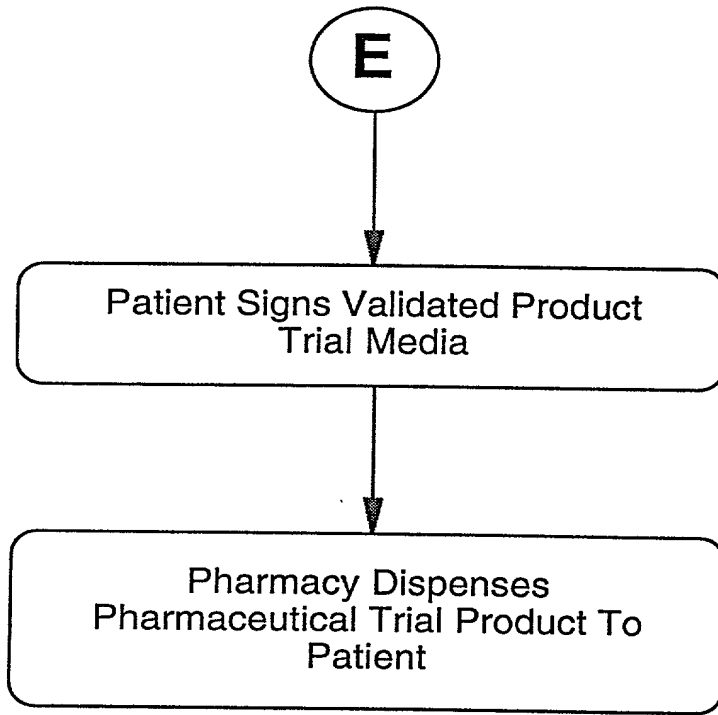 E
Patient Signs Validated Product
Trial Media
Pharmacy Dispenses
Pharmaceutical Trial Product To
Patient